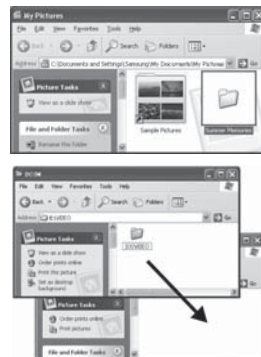 My Pictures
File Edit View Favorites Tools Help
Back Search Folders
Address C:\Documents and Settings\Samsung\My Documents\My Pictures Go
Picture Tasks
View as a slide show
File and Folder Tasks
Rename this folder
Sample Pictures
Summer Memories
File Edit View Favorites Tools Help
Back Search Folders
Address E:\VIDEO Go
Picture Tasks
View as a slide show
Order prints online
Print this picture
Set as desktop background
Picture Tasks
Order prints online
Print pictures
File and Folder Tasks